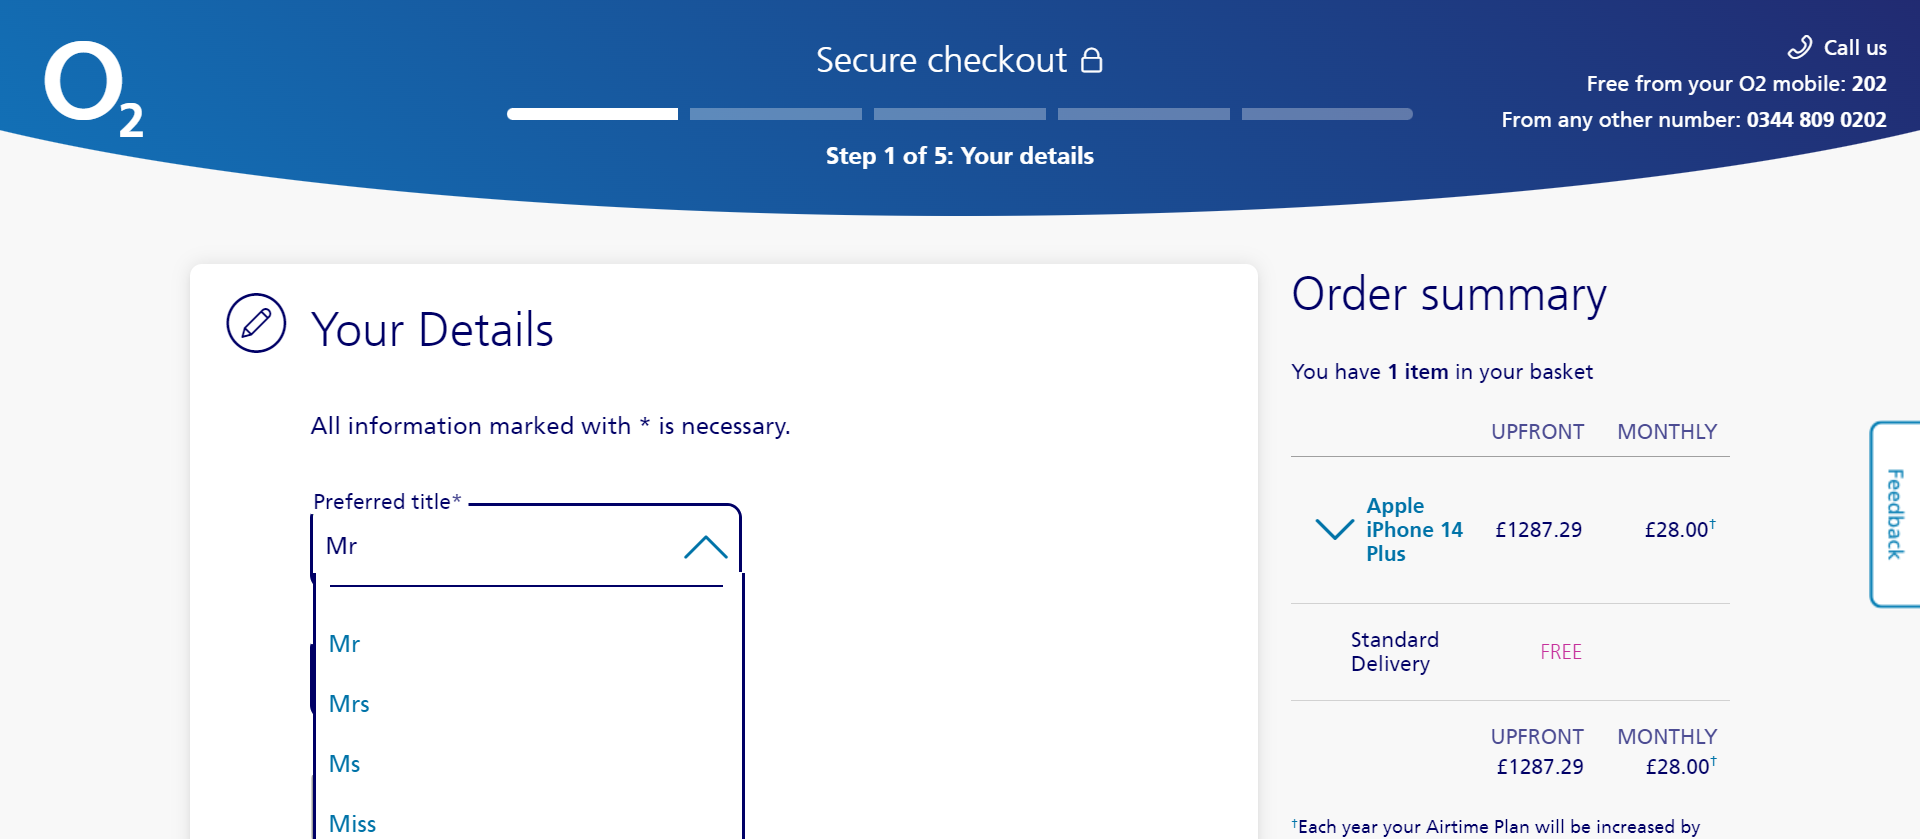 O2
Secure checkout
Step 1 of 5: Your details
Call us
Free from your O2 mobile: 202
From any other number: 0344 809 0202
Your Details
All information marked with * is necessary.
Preferred title*
Mr
Mr
Mrs
Ms
Miss
Order summary
You have 1 item in your basket
UPFRONT MONTHLY
Apple
iPhone 14
Plus
£1287.29 £28.00†
Standard
Delivery
FREE
UPFRONT MONTHLY
£1287.29 £28.00†
†Each year your Airtime Plan will be increased by
Feedback